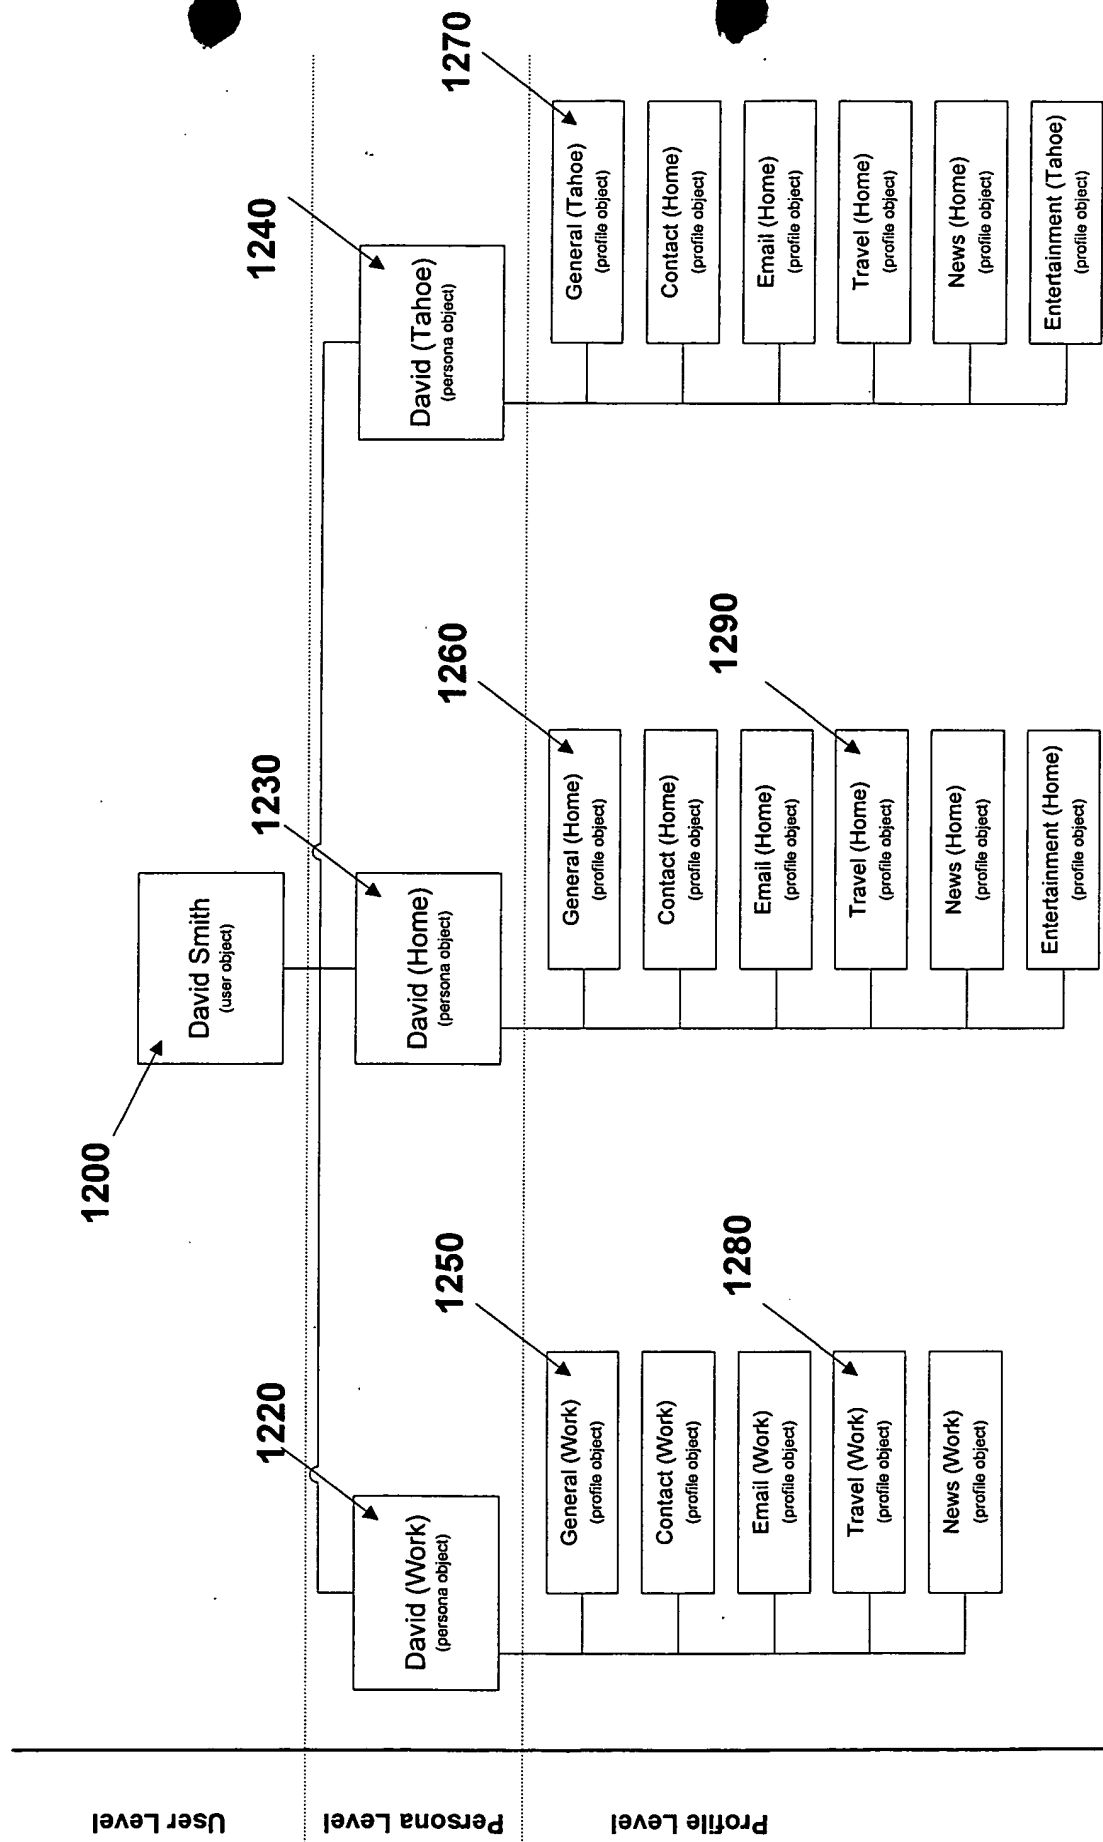 User Level
Persona Level
Profile Level
1200
David Smith
(user object)
1220
David (Work)
(persona object)
1230
David (Home)
(persona object)
1240
David (Tahoe)
(persona object)
1250
General (Work)
(profile object)
Contact (Work)
(profile object)
Email (Work)
(profile object)
1280
Travel (Work)
(profile object)
News (Work)
(profile object)
1260
General (Home)
(profile object)
Contact (Home)
(profile object)
Email (Home)
(profile object)
1290
Travel (Home)
(profile object)
News (Home)
(profile object)
Entertainment (Home)
(profile object)
1270
General (Tahoe)
(profile object)
Contact (Home)
(profile object)
Email (Home)
(profile object)
Travel (Home)
(profile object)
News (Home)
(profile object)
Entertainment (Tahoe)
(profile object)